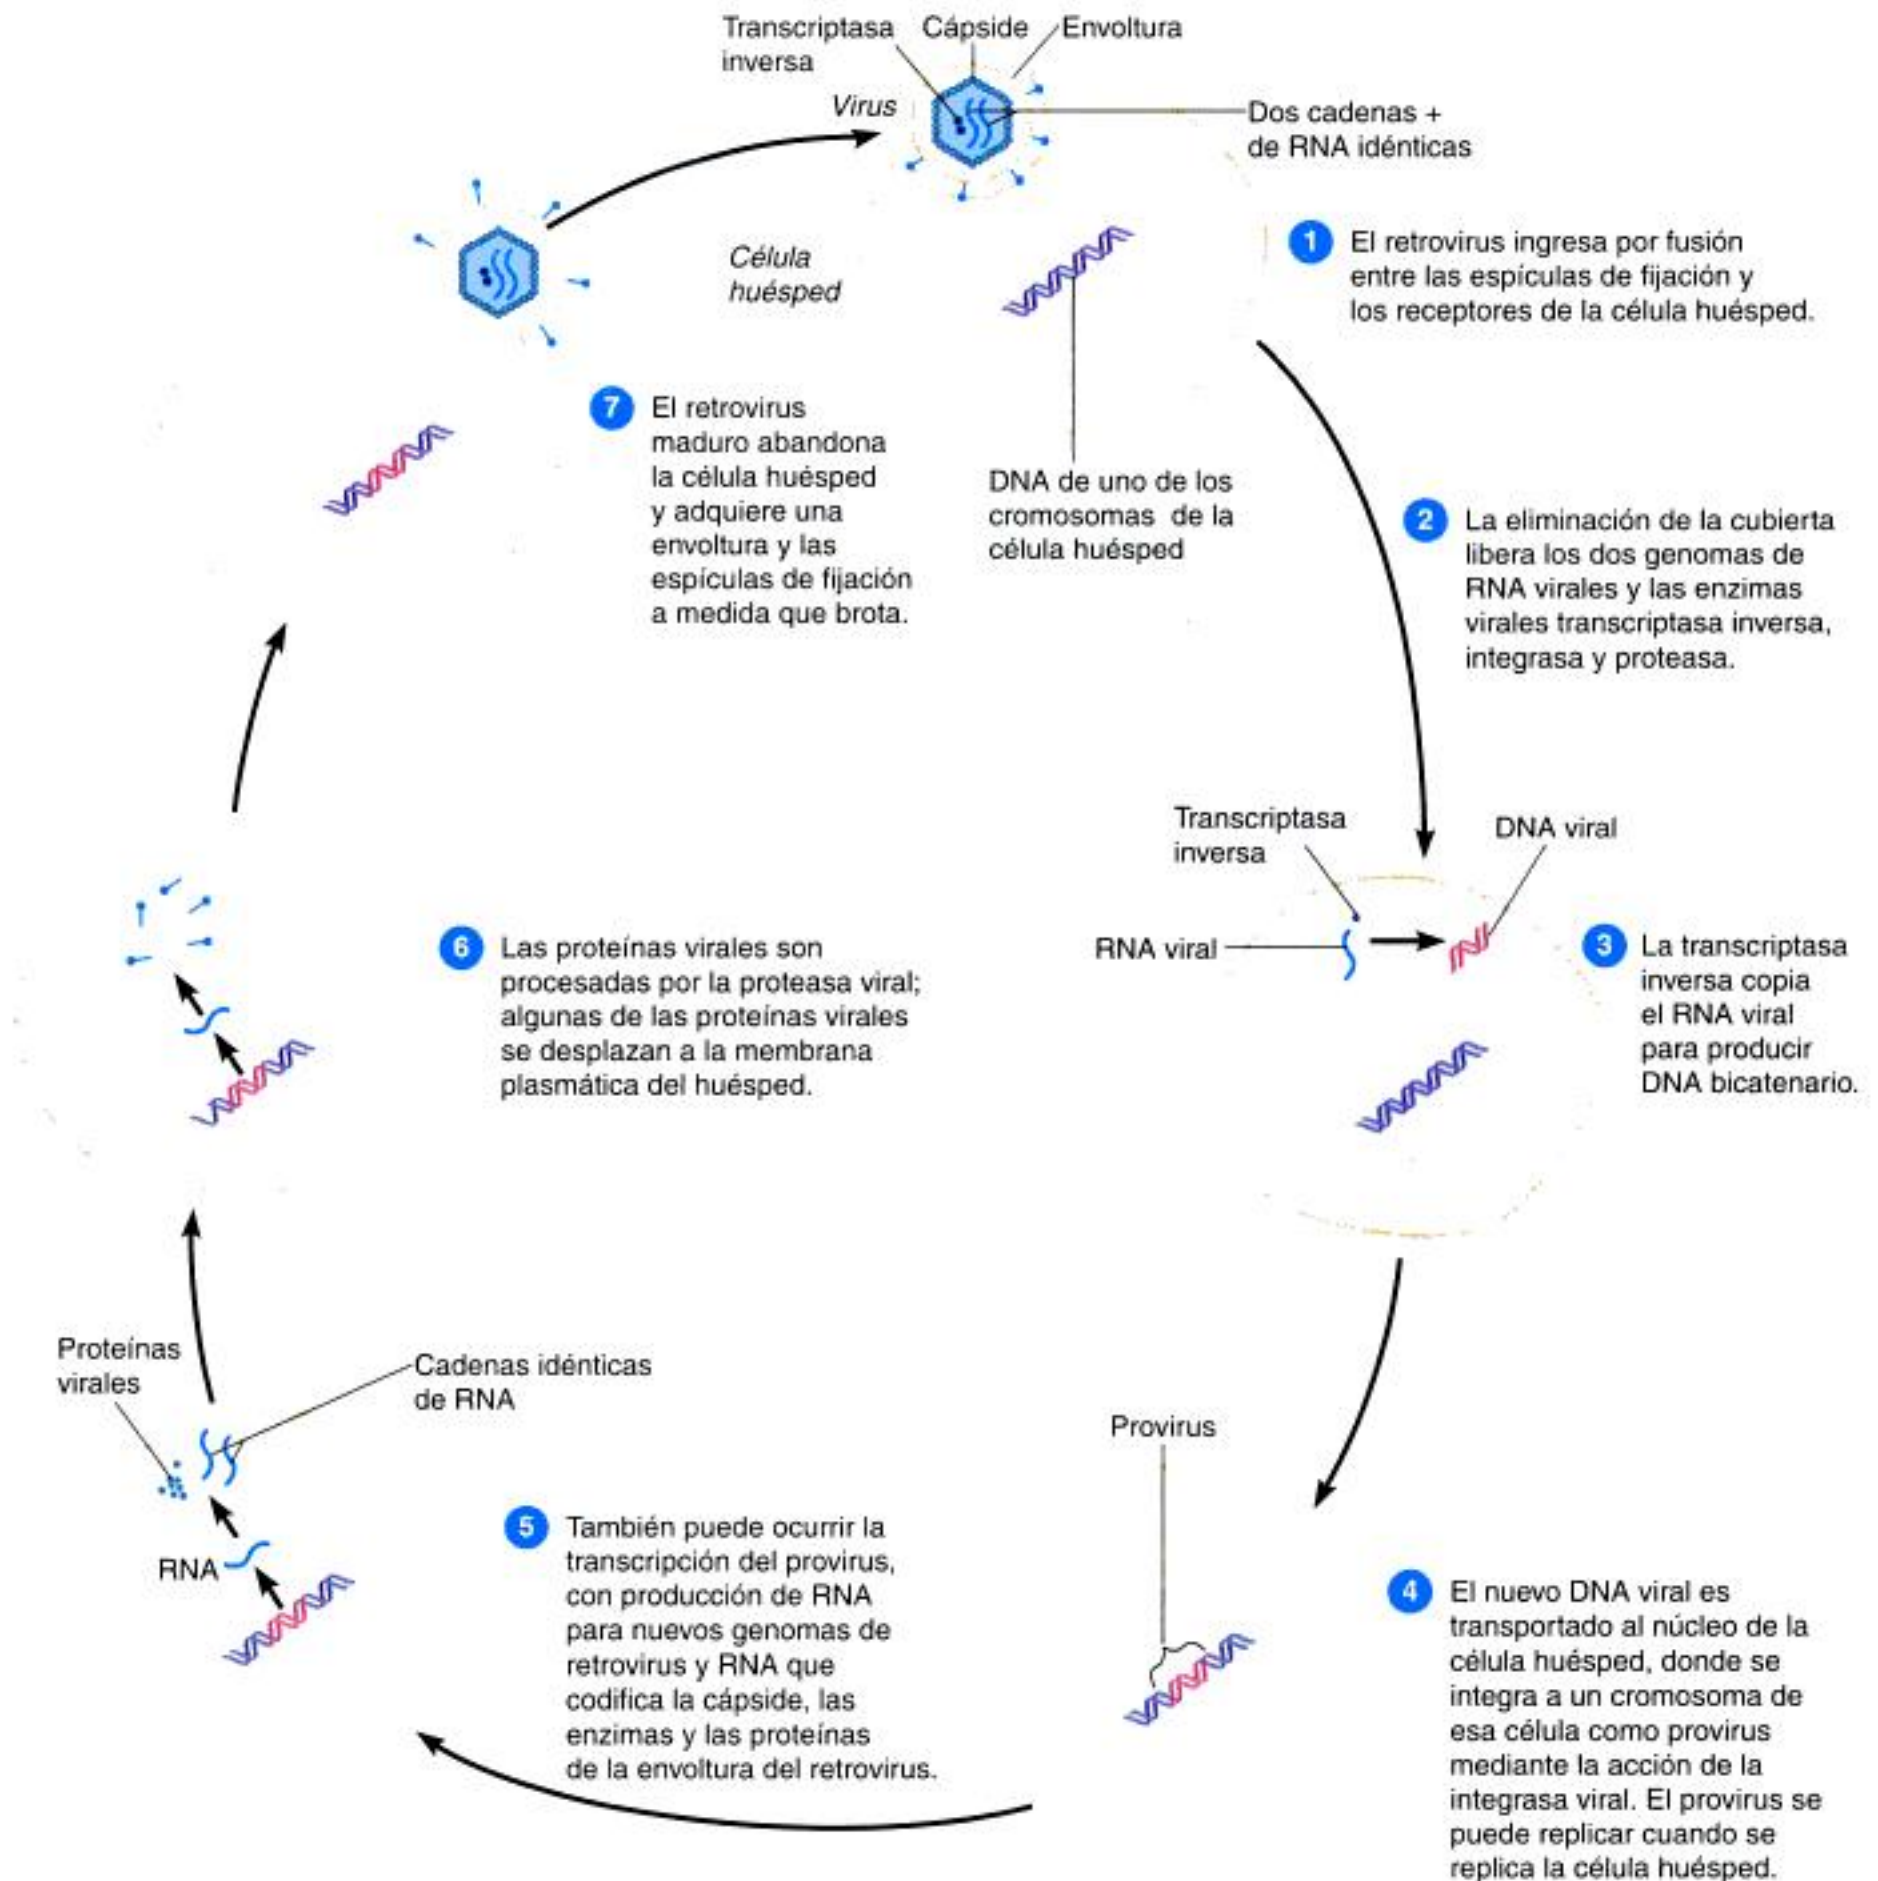 Transcriptasa
inversa
Cápside
Envoltura
Virus
Dos cadenas +
de RNA idénticas
Célula
huésped
1
El retrovirus ingresa por fusión
entre las espículas de fijación y
los receptores de la célula huésped.
DNA de uno de los
cromosomas de la
célula huésped
2
La eliminación de la cubierta
libera los dos genomas de
RNA virales y las enzimas
virales transcriptasa inversa,
integrasa y proteasa.
Transcriptasa
inversa
DNA viral
RNA viral
3
La transcriptasa
inversa copia
el RNA viral
para producir
DNA bicatenario.
Provirus
4
El nuevo DNA viral es
transportado al núcleo de la
célula huésped, donde se
integra a un cromosoma de
esa célula como provirus
mediante la acción de la
integrasa viral. El provirus se
puede replicar cuando se
replica la célula huésped.
Proteínas
virales
Cadenas idénticas
de RNA
RNA
5
También puede ocurrir la
transcripción del provirus,
con producción de RNA
para nuevos genomas de
retrovirus y RNA que
codifica la cápside, las
enzimas y las proteínas
de la envoltura del retrovirus.
6
Las proteínas virales son
procesadas por la proteasa viral;
algunas de las proteínas virales
se desplazan a la membrana
plasmática del huésped.
7
El retrovirus
maduro abandona
la célula huésped
y adquiere una
envoltura y las
espículas de fijación
a medida que brota.